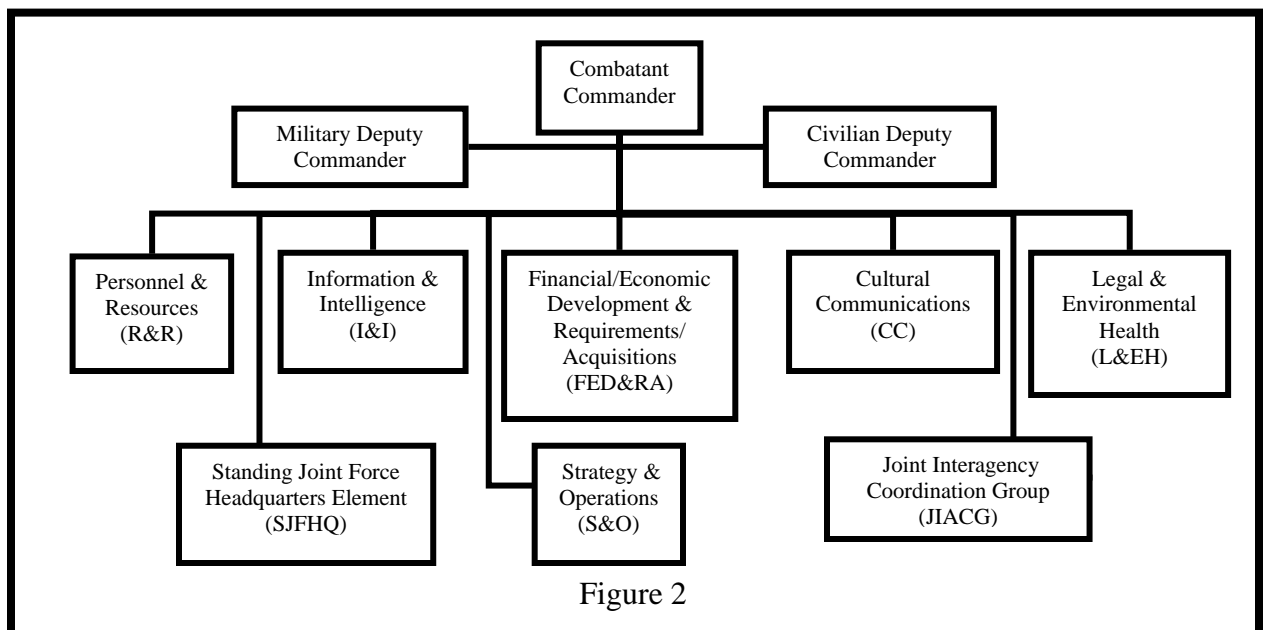 Combatant
Commander
Military Deputy
Commander
Civilian Deputy
Commander
Personnel &
Resources
(R&R)
Information &
Intelligence
(I&I)
Financial/Economic
Development &
Requirements/
Acquisitions
(FED&RA)
Cultural
Communications
(CC)
Legal &
Environmental
Health
(L&EH)
Standing Joint Force
Headquarters Element
(SJFHQ)
Strategy &
Operations
(S&O)
Joint Interagency
Coordination Group
(JIACG)
Figure 2